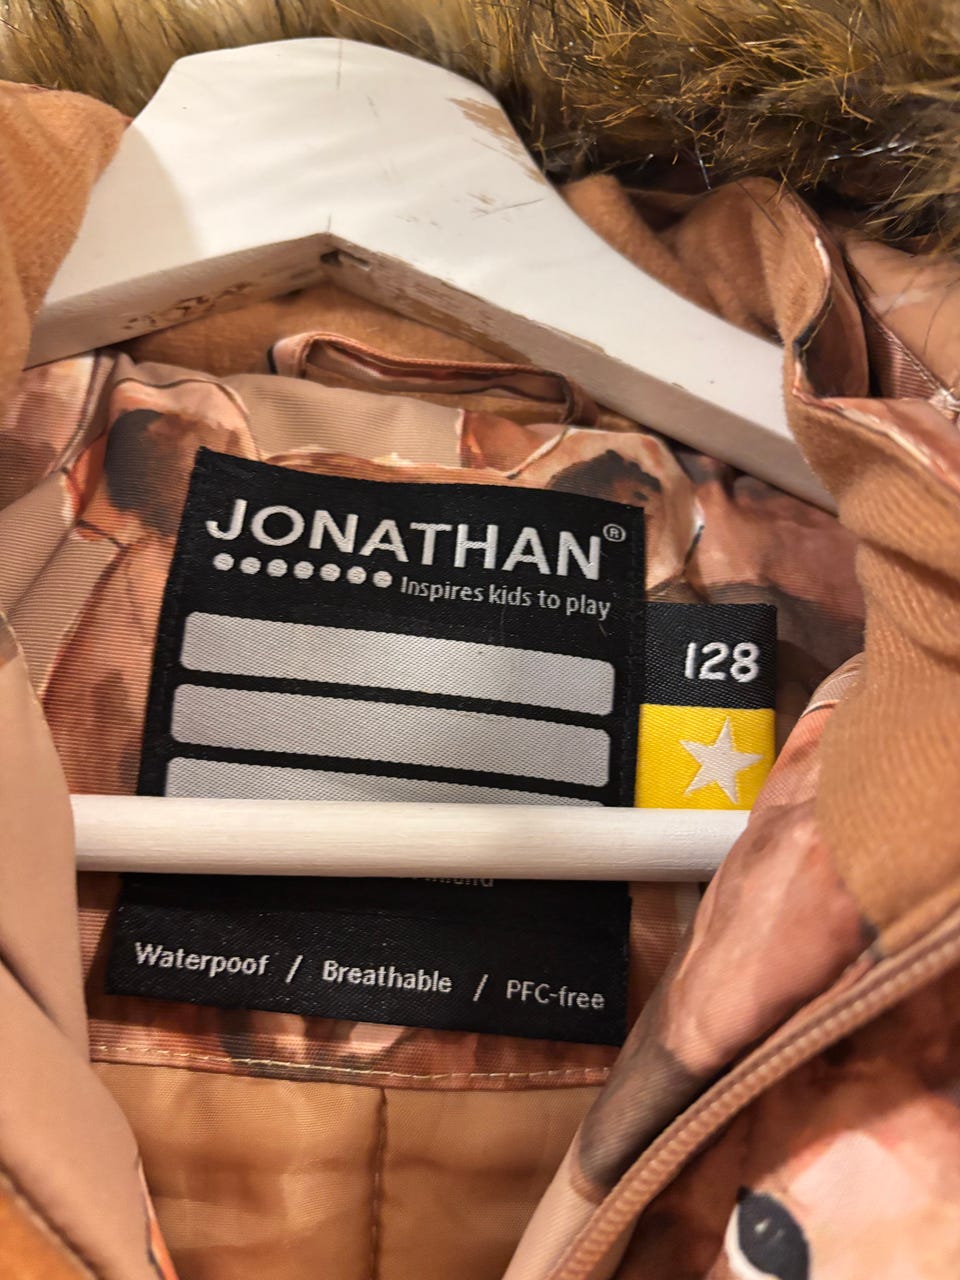 JONATHAN®
Inspires kids to play
128
Waterpoof / Breathable / PFC-free